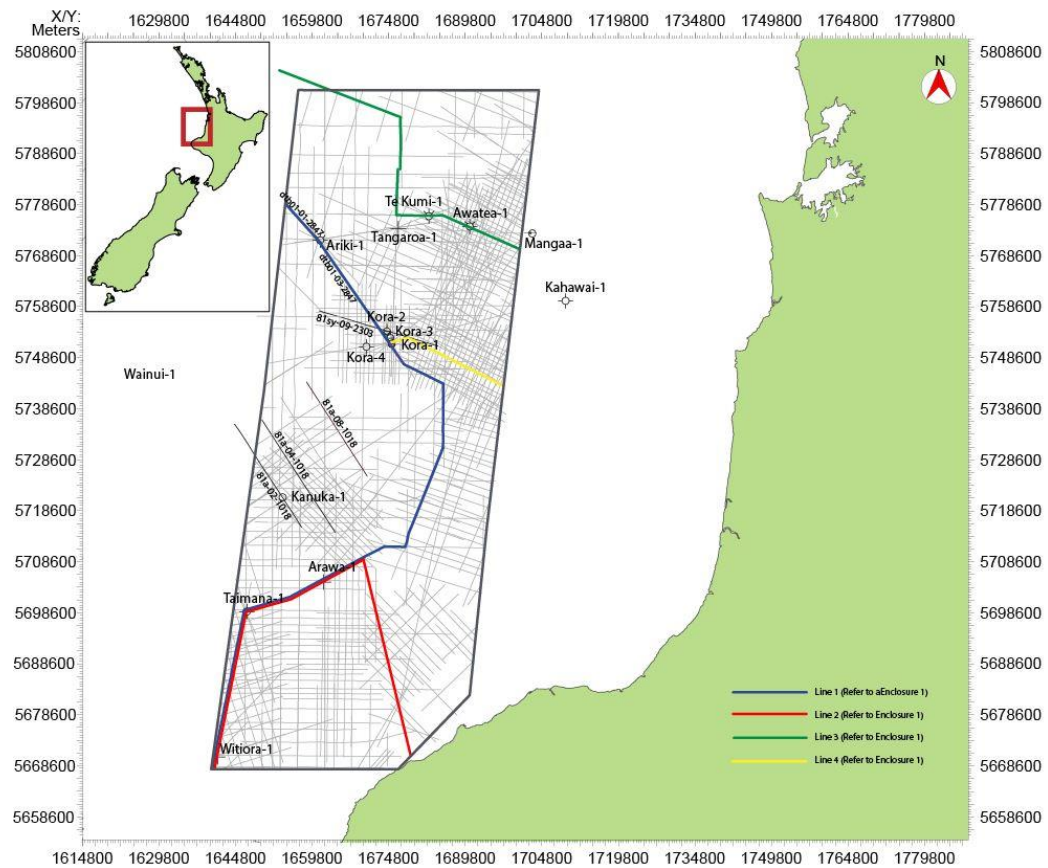 X/Y:
Meters
1629800 1644800 1659800 1674800 1689800 1704800 1719800 1734800 1749800 1764800 1779800
5808600 5808600
N
5798600 5798600
5788600 5788600
5778600 5778600
dtb01-01-2847
Te Kumi-1
Awatea-1
Tangaroa-1
Mangaa-1
Ariki-1
5768600 5768600
dtb01-03-2847
Kahawai-1
5758600 5758600
81sy-09-2303
Kora-2
Kora-3
Kora-1
Kora-4
5748600 5748600
Wainui-1
5738600 5738600
81a-08-1018
81a-04-1018
5728600 5728600
81a-02-1018
Kanuka-1
5718600 5718600
5708600 5708600
Arawa-1
Taimana-1
5698600 5698600
5688600 5688600
Line 1 (Refer to aEnclosure 1)
5678600 5678600
Line 2 (Refer to Enclosure 1)
Witiora-1
Line 3 (Refer to Enclosure 1)
5668600 5668600
Line 4 (Refer to Enclosure 1)
5658600 5658600
1614800 1629800 1644800 1659800 1674800 1689800 1704800 1719800 1734800 1749800 1764800 1779800